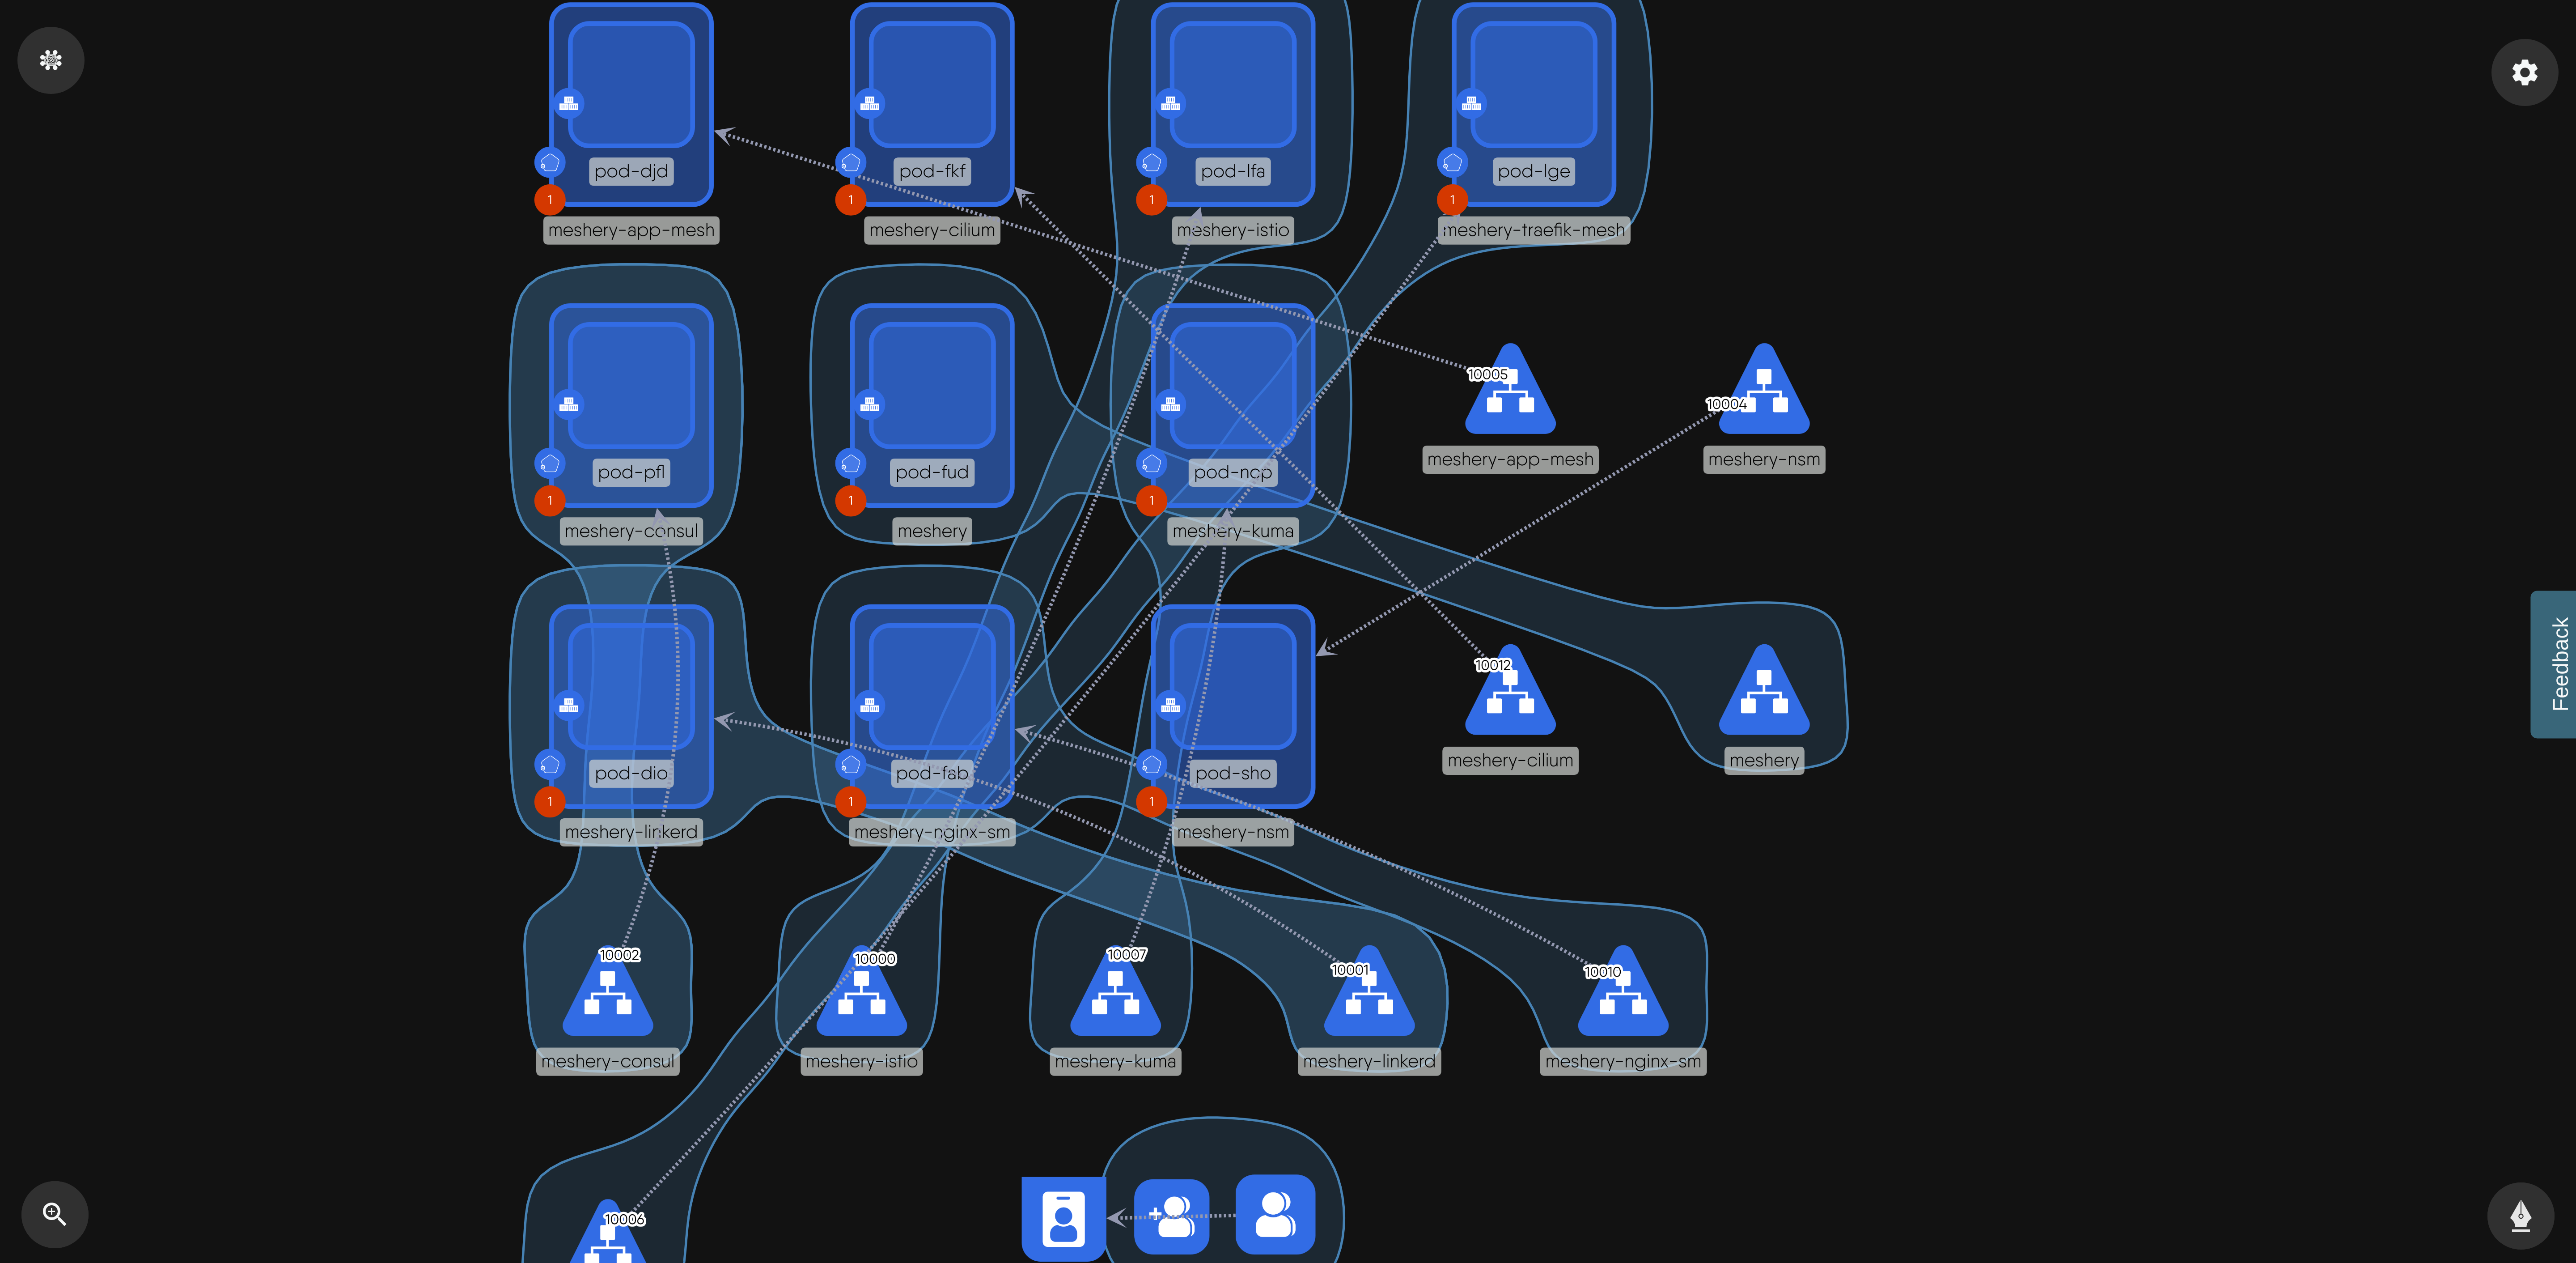 pod-djd
pod-fkf
pod-lfa
pod-lge
1
1
1
1
meshery-app-mesh
meshery-cilium
meshery-istio
meshery-traefik-mesh
10005
10004
meshery-app-mesh
meshery-nsm
pod-pfl
pod-fud
pod-ncp
1
1
1
meshery-consul
meshery
meshery-kuma
10012
meshery-cilium
meshery
Feedback
pod-dio
pod-fab
pod-sho
1
1
1
meshery-linkerd
meshery-nginx-sm
meshery-nsm
10002
10000
10007
10001
10010
meshery-consul
meshery-istio
meshery-kuma
meshery-linkerd
meshery-nginx-sm
10006